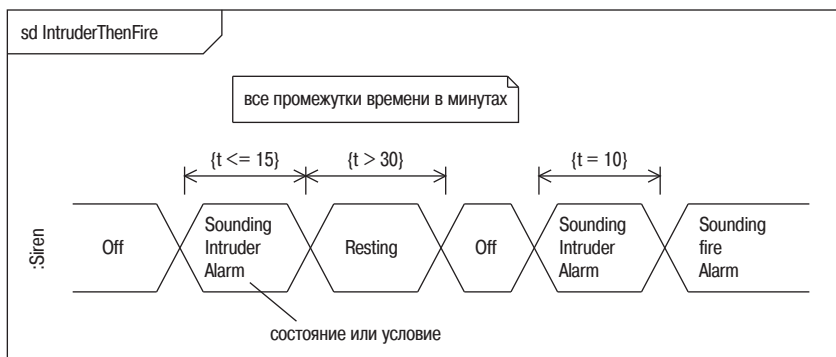 sd IntruderThenFire
все промежутки времени в минутах
{t <= 15}
{t > 30}
{t = 10}
:Siren
Off
Sounding
Intruder
Alarm
Resting
Off
Sounding
Intruder
Alarm
Sounding
fire
Alarm
состояние или условие